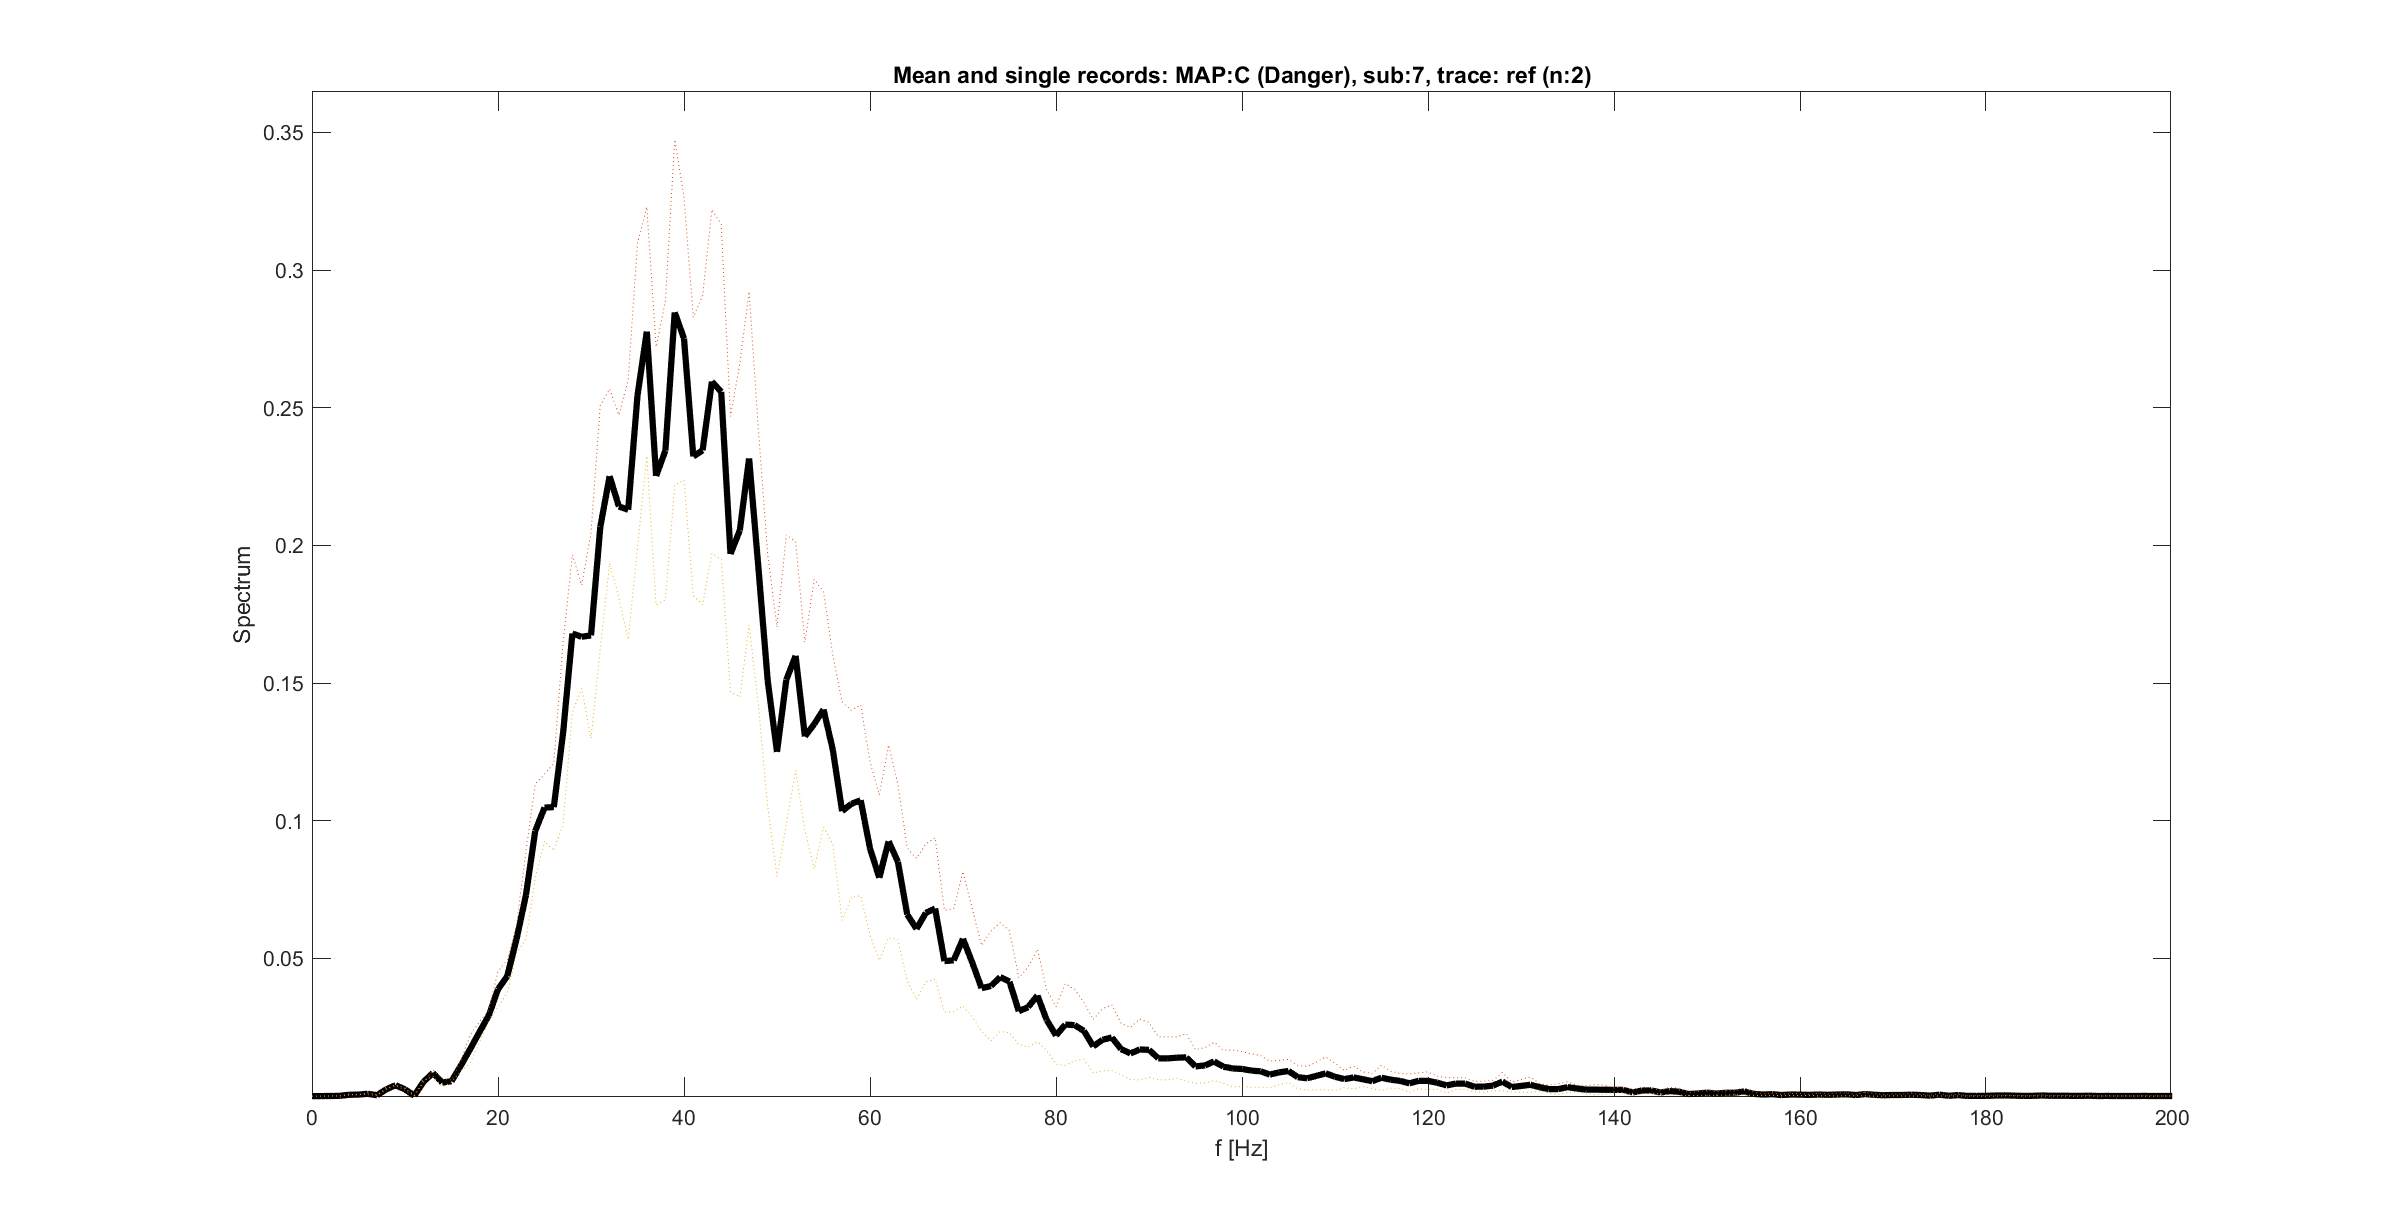 Mean and single records: MAP:C (Danger), sub:7, trace: ref (n:2)
0.35
0.3
0.25
0.2
0.15
0.1
0.05
Spectrum
0 20 40 60 80 100 120 140 160 180 200
f [Hz]